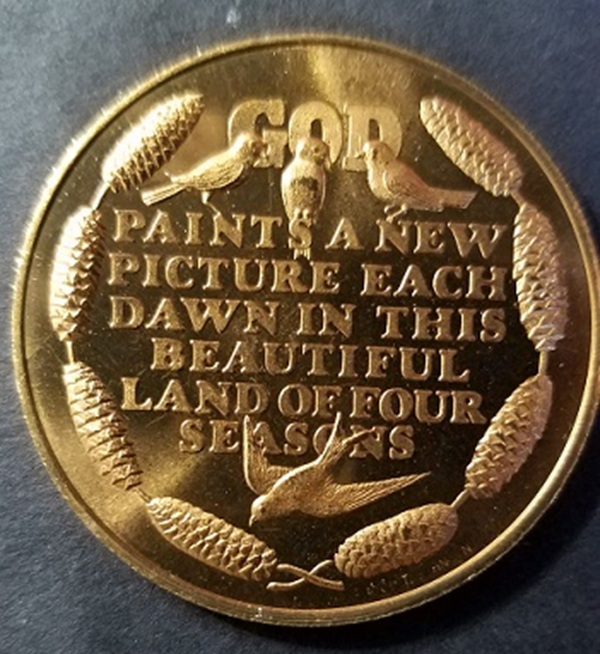 GOD
PAINTS A NEW
PICTURE EACH
DAWN IN THIS
BEAUTIFUL
LAND OF FOUR
SEASONS